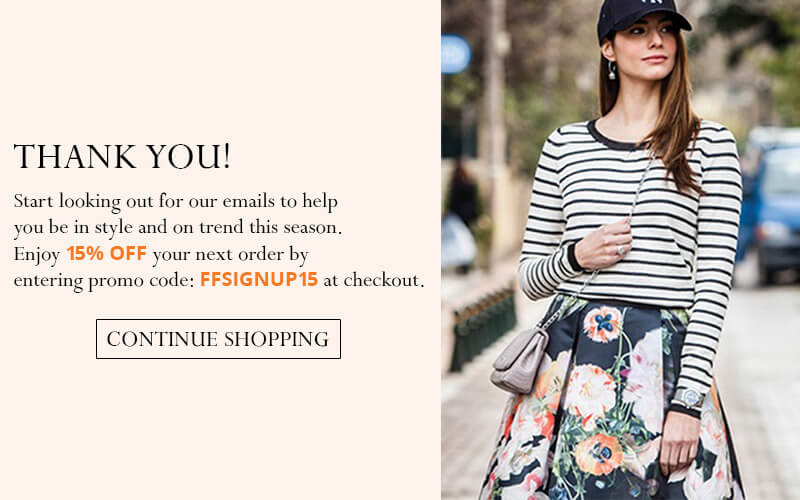 THANK YOU!
Start looking out for our emails to help
you be in style and on trend this season.
Enjoy 15% OFF your next order by
entering promo code: FFSIGNUP15 at checkout.
CONTINUE SHOPPING